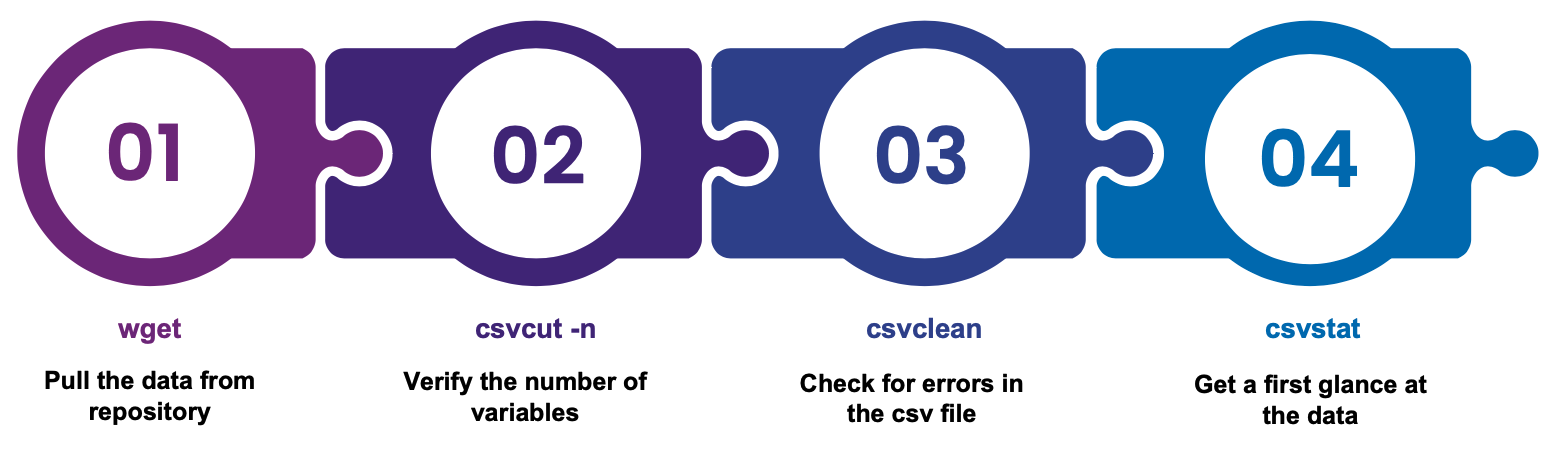 01
02
03
04
wget
csvcut -n
csvclean
csvstat
Pull the data from
repository
Verify the number of
variables
Check for errors in
the csv file
Get a first glance at
the data